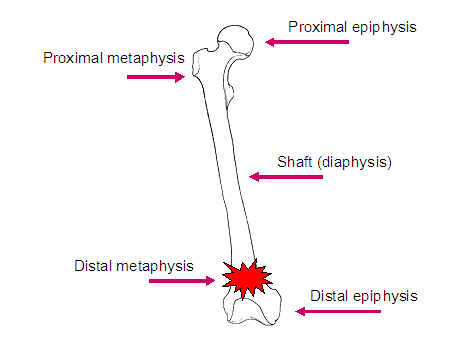 Proximal epiphysis
Proximal metaphysis
Shaft (diaphysis)
Distal metaphysis
Distal epiphysis